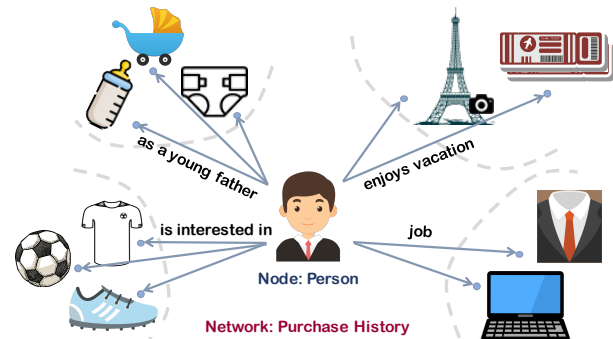 as a young father
enjoys vacation
is interested in
job
Node: Person
Network: Purchase History